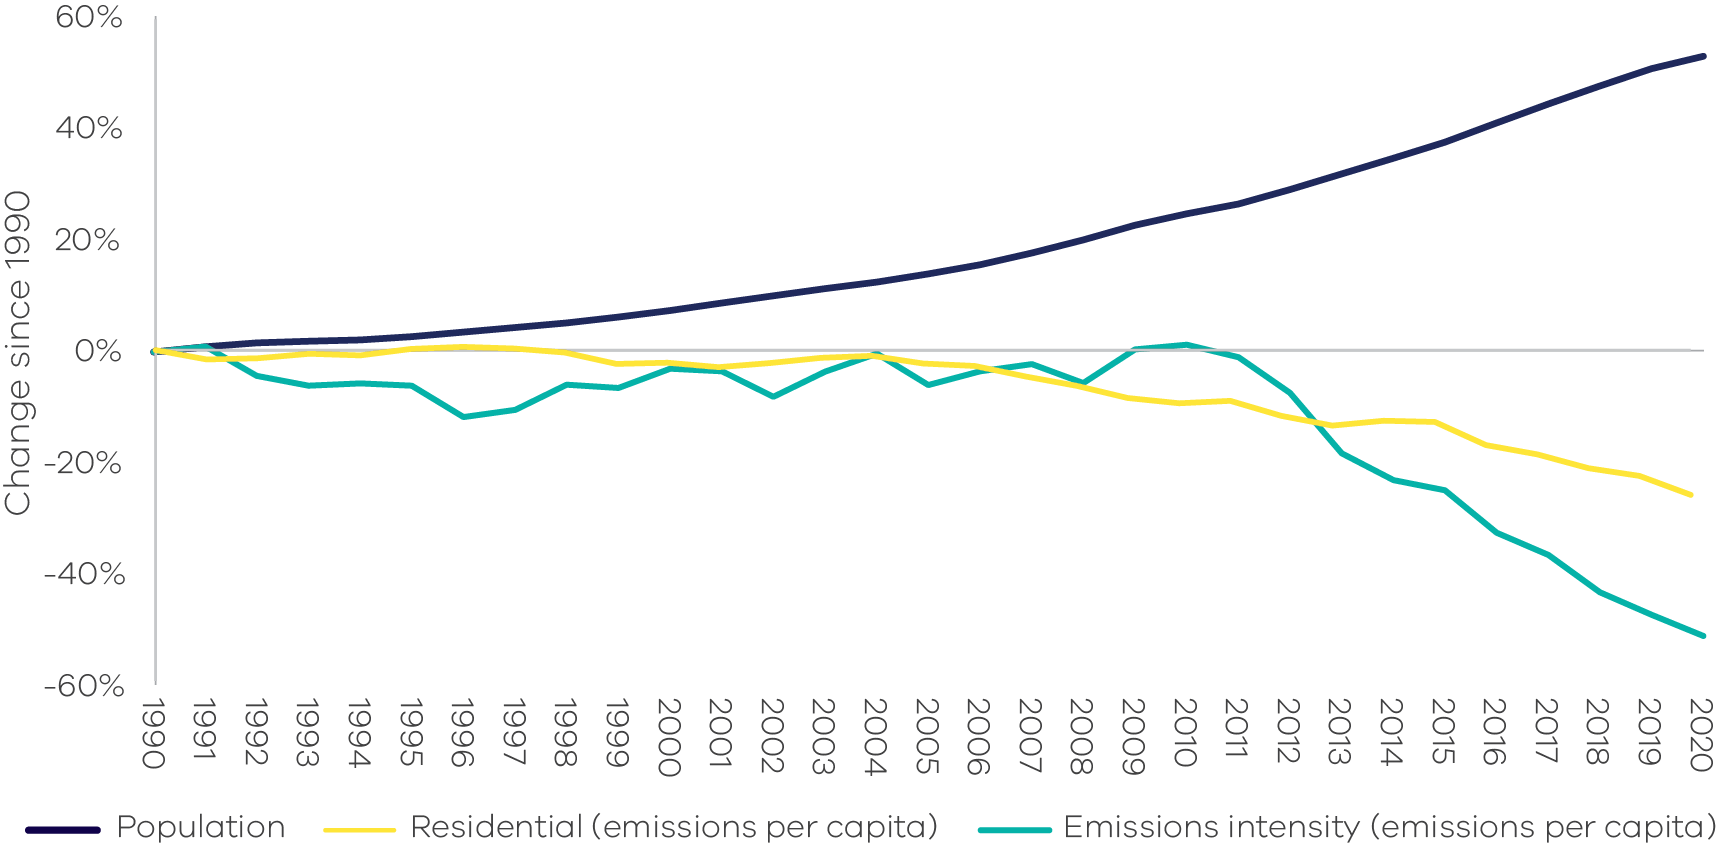 60%
40%
20%
0%
-20%
-40%
-60%
Change since 1990
1990 1991 1992 1993 1994 1995 1996 1997 1998 1999 2000 2001 2002 2003 2004 2005 2006 2007 2008 2009 2010 2011 2012 2013 2014 2015 2016 2017 2018 2019 2020
Population Residential (emissions per capita) Emissions intensity (emissions per capita)